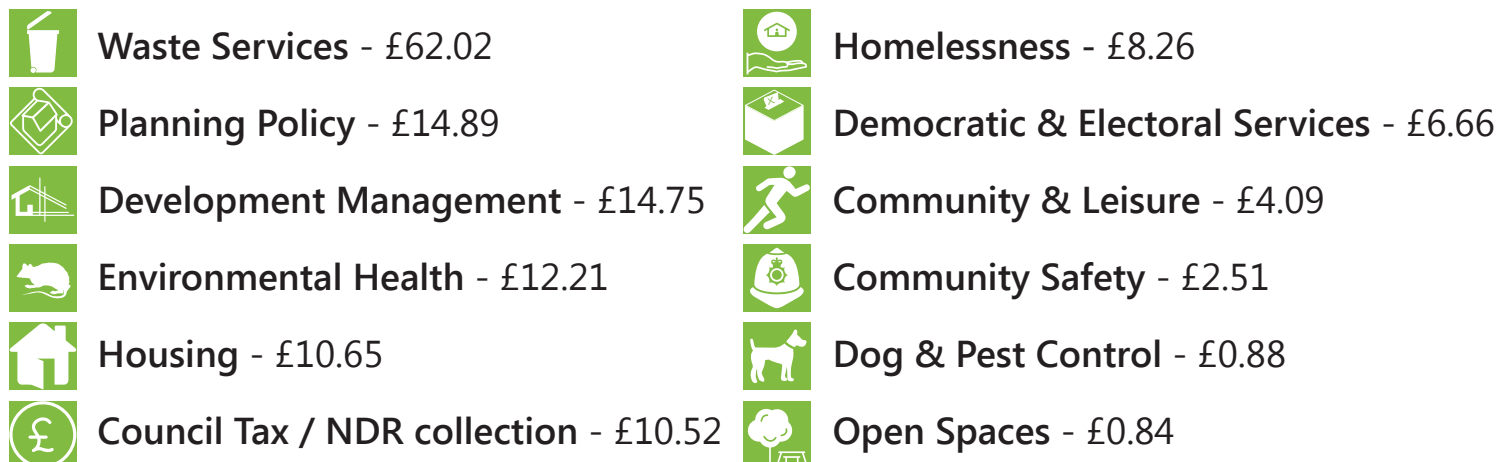 Waste Services - £62.02
Planning Policy - £14.89
Development Management - £14.75
Environmental Health - £12.21
Housing - £10.65
£ Council Tax / NDR collection - £10.52
Homelessness - £8.26
Democratic & Electoral Services - £6.66
Community & Leisure - £4.09
Community Safety - £2.51
Dog & Pest Control - £0.88
Open Spaces - £0.84